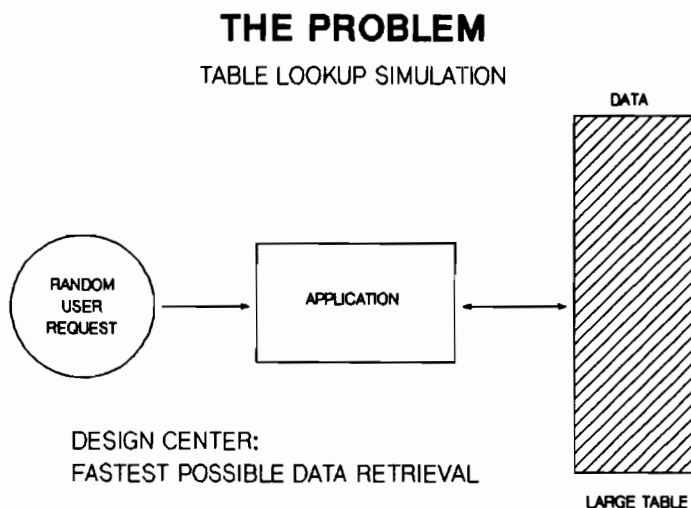 THE PROBLEM
TABLE LOOKUP SIMULATION
DATA
RANDOM
USER
REQUEST
APPLICATION
DESIGN CENTER:
FASTEST POSSIBLE DATA RETRIEVAL
LARGE TABLE